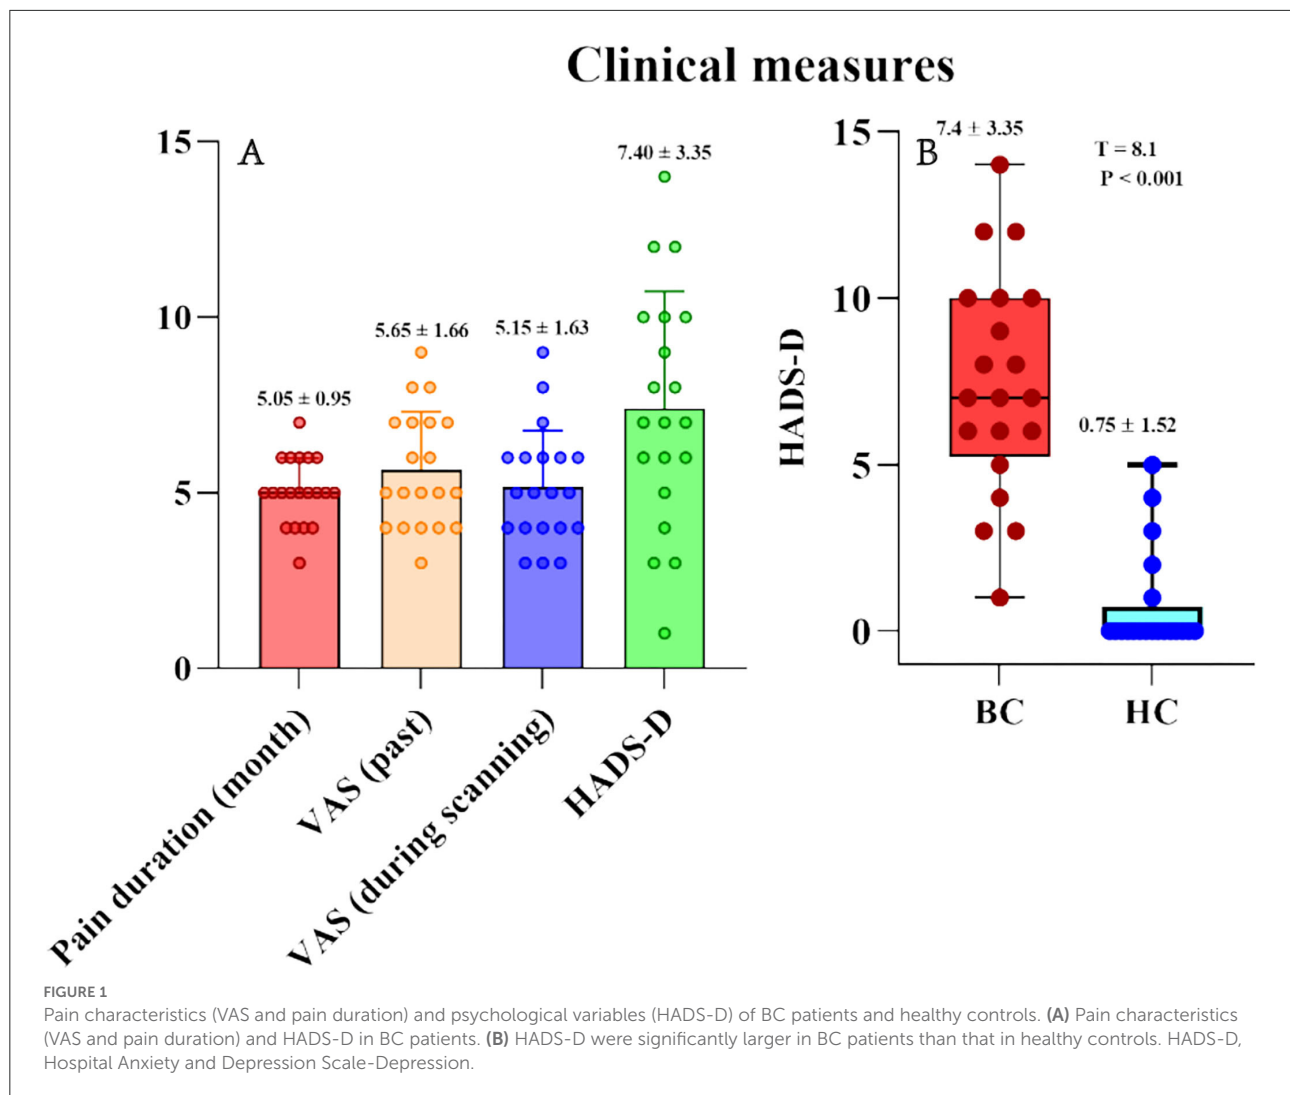 Clinical measures
A
15
10
5
0
5.05 ± 0.95
5.65 ± 1.66
5.15 ± 1.63
7.40 ± 3.35
Pain duration (month)
VAS (past)
VAS (during scanning)
HADS-D
B
HADS-D
15
10
5
0
7.4 ± 3.35
T = 8.1
P < 0.001
0.75 ± 1.52
BC
HC
FIGURE 1
Pain characteristics (VAS and pain duration) and psychological variables (HADS-D) of BC patients and healthy controls. (A) Pain characteristics
(VAS and pain duration) and HADS-D in BC patients. (B) HADS-D were significantly larger in BC patients than that in healthy controls. HADS-D,
Hospital Anxiety and Depression Scale-Depression.